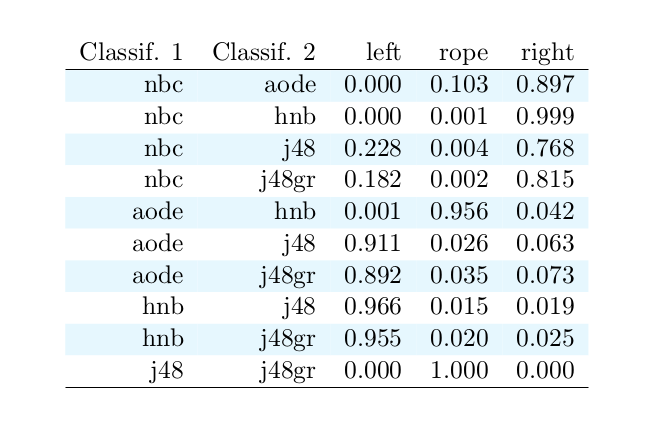 Classif. 1 Classif. 2 left rope right
nbc aode 0.000 0.103 0.897
nbc hnb 0.000 0.001 0.999
nbc j48 0.228 0.004 0.768
nbc j48gr 0.182 0.002 0.815
aode hnb 0.001 0.956 0.042
aode j48 0.911 0.026 0.063
aode j48gr 0.892 0.035 0.073
hnb j48 0.966 0.015 0.019
hnb j48gr 0.955 0.020 0.025
j48 j48gr 0.000 1.000 0.000